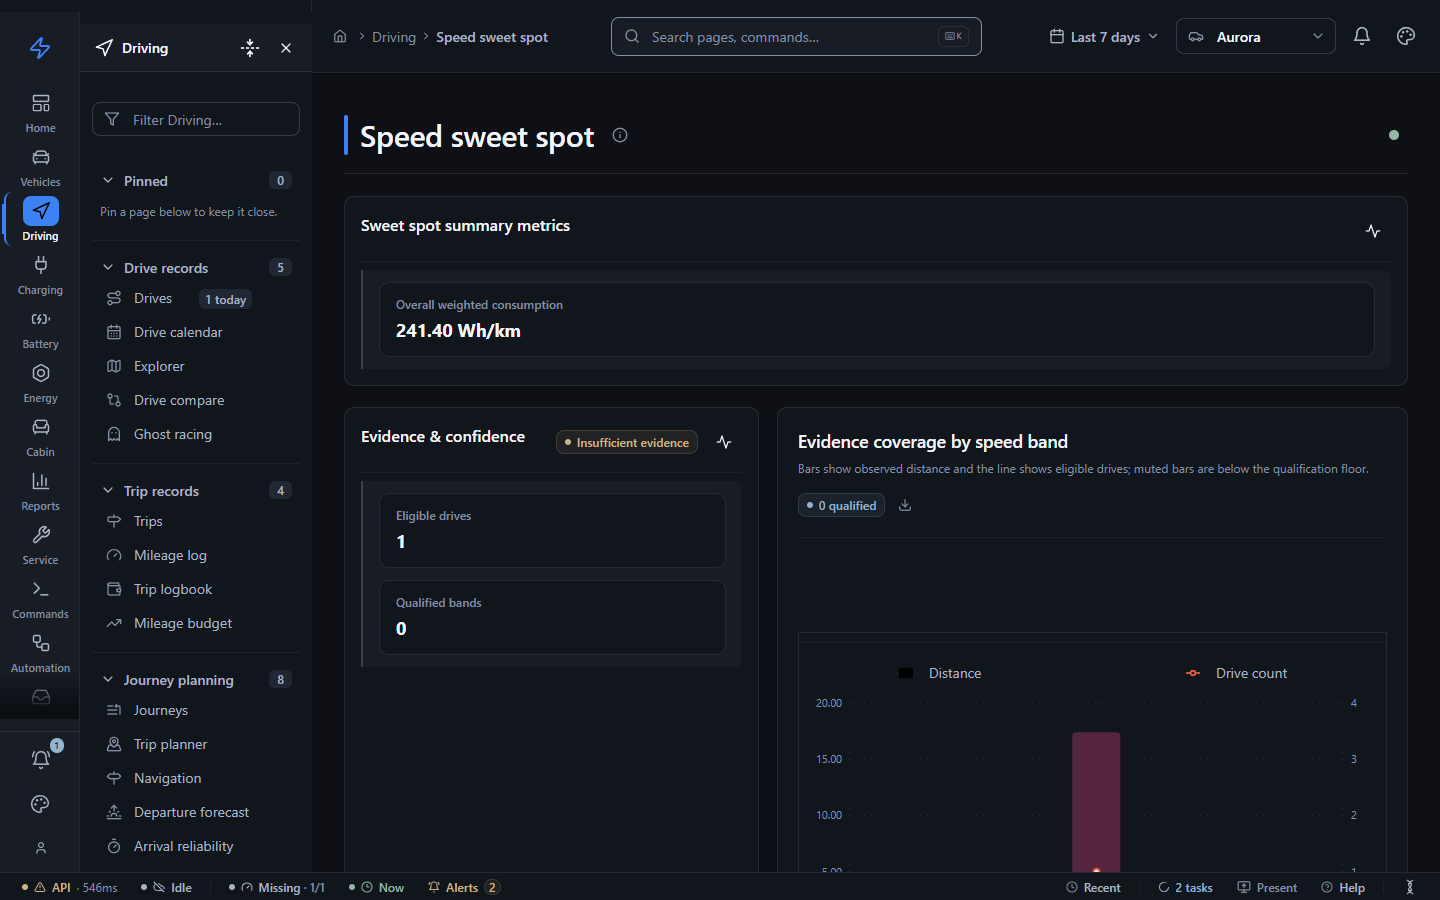 Home
Vehicles
Driving
Charging
Battery
Energy
Cabin
Reports
Service
Commands
Automation
1
Driving
Filter Driving...
Pinned 0
Pin a page below to keep it close.
Drive records 5
Drives 1 today
Drive calendar
Explorer
Drive compare
Ghost racing
Trip records 4
Trips
Mileage log
Trip logbook
Mileage budget
Journey planning 8
Journeys
Trip planner
Navigation
Departure forecast
Arrival reliability
Driving Speed sweet spot
Search pages, commands... K
Last 7 days
Aurora
Speed sweet spot
Sweet spot summary metrics
Overall weighted consumption
241.40 Wh/km
Evidence & confidence Insufficient evidence
Eligible drives
1
Qualified bands
0
Evidence coverage by speed band
Bars show observed distance and the line shows eligible drives; muted bars are below the qualification floor.
0 qualified
Distance Drive count
20.00 4
15.00 3
10.00 2
5.00 1
API · 546ms Idle Missing · 1/1 Now Alerts 2 Recent 2 tasks Present Help